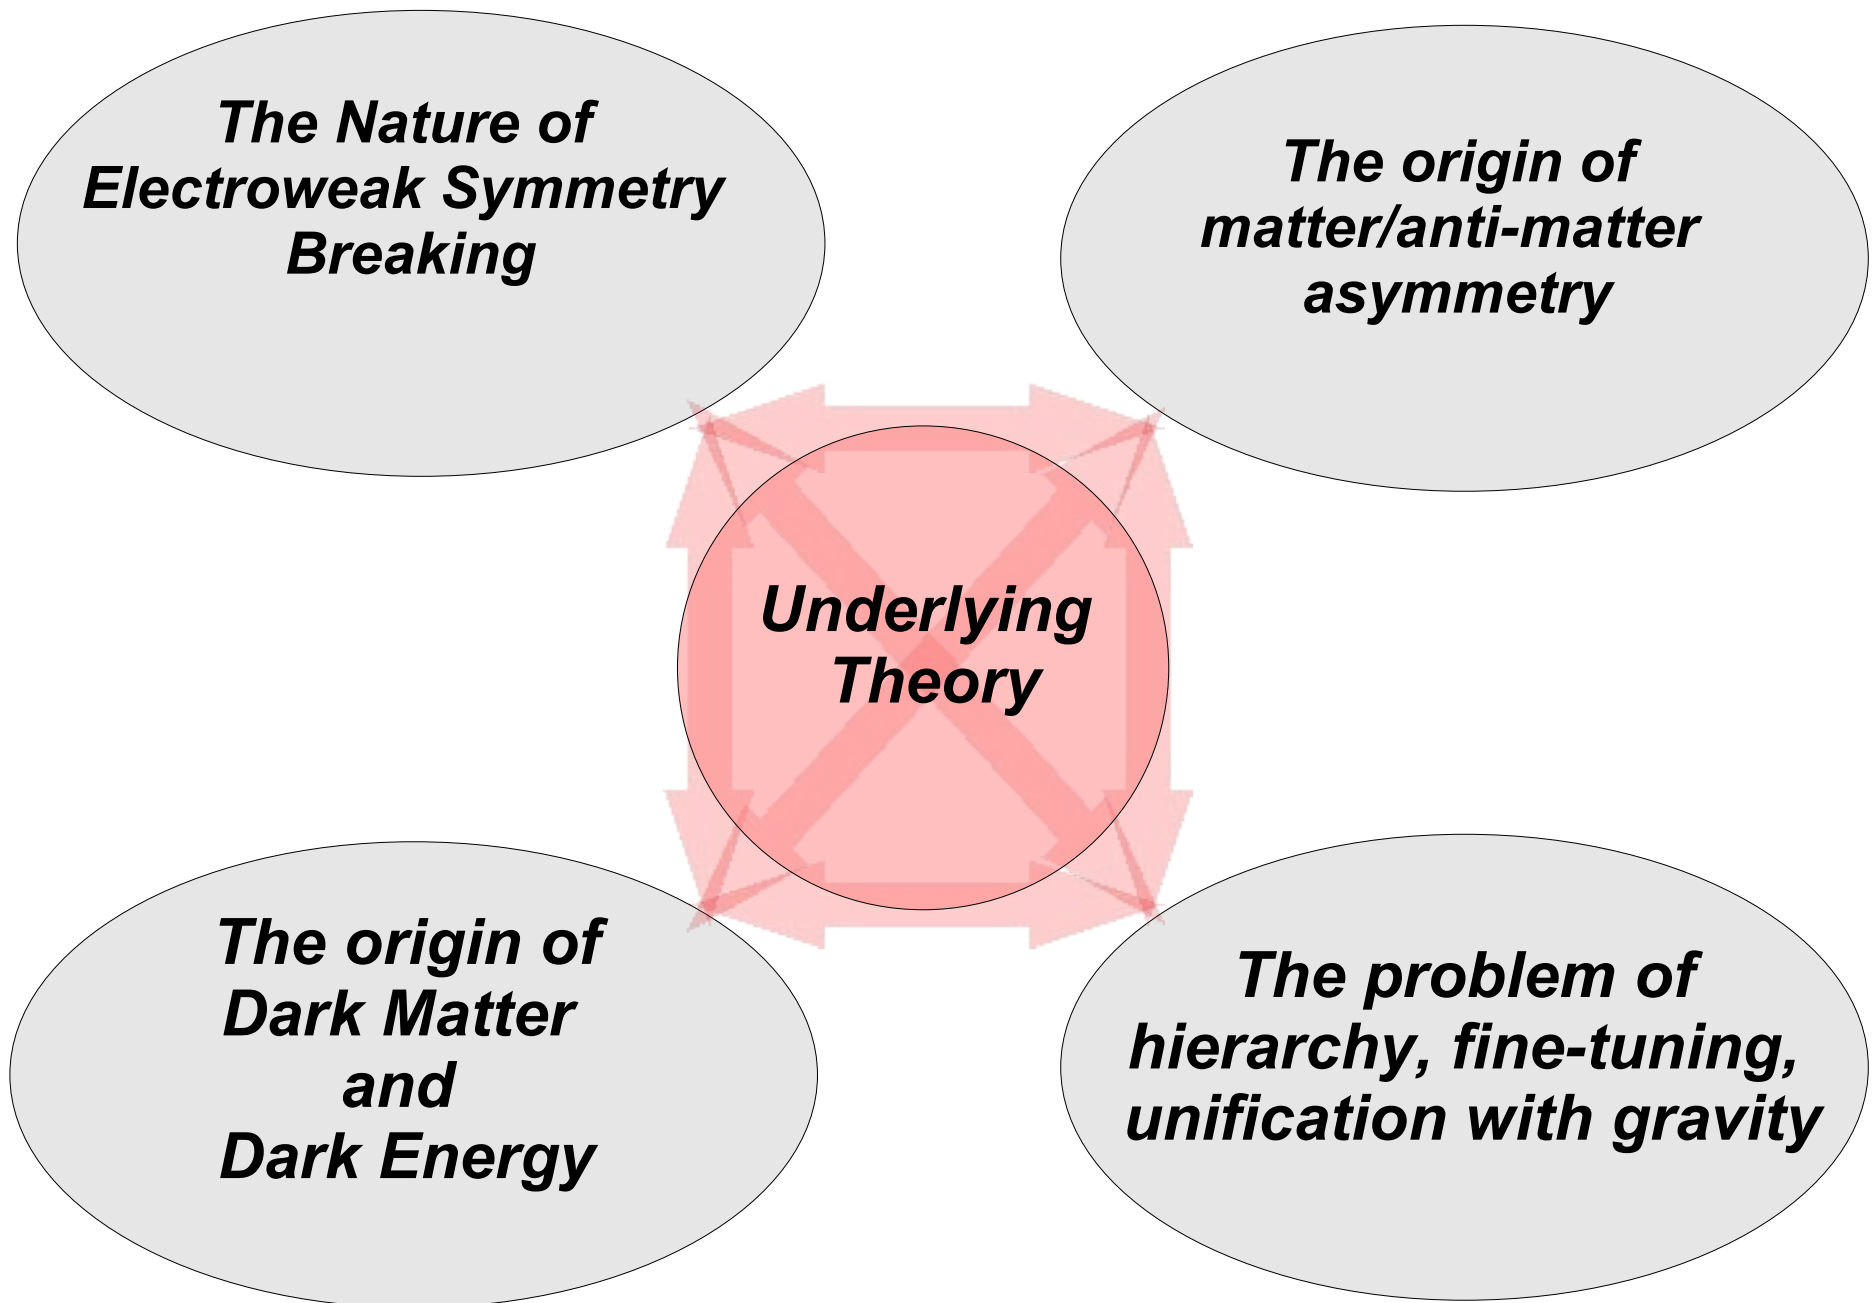 The Nature of
Electroweak Symmetry
Breaking
The origin of
matter/anti-matter
asymmetry
Underlying
Theory
The origin of
Dark Matter
and
Dark Energy
The problem of
hierarchy, fine-tuning,
unification with gravity